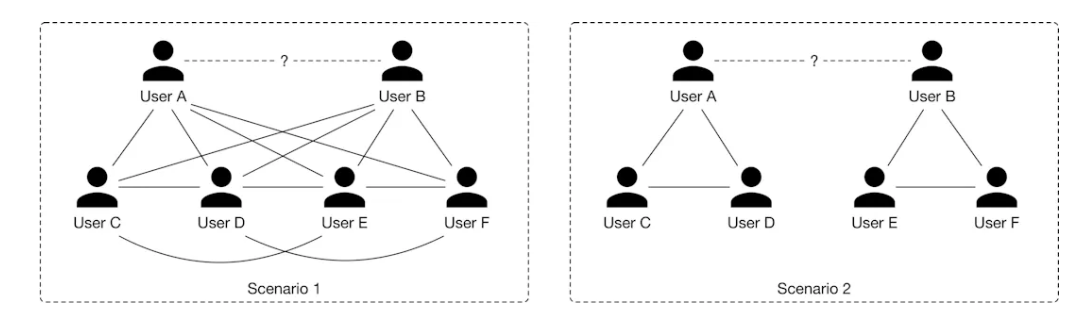 ?
User A
User B
User C
User D
User E
User F
Scenario 1
?
User A
User B
User C
User D
User E
User F
Scenario 2